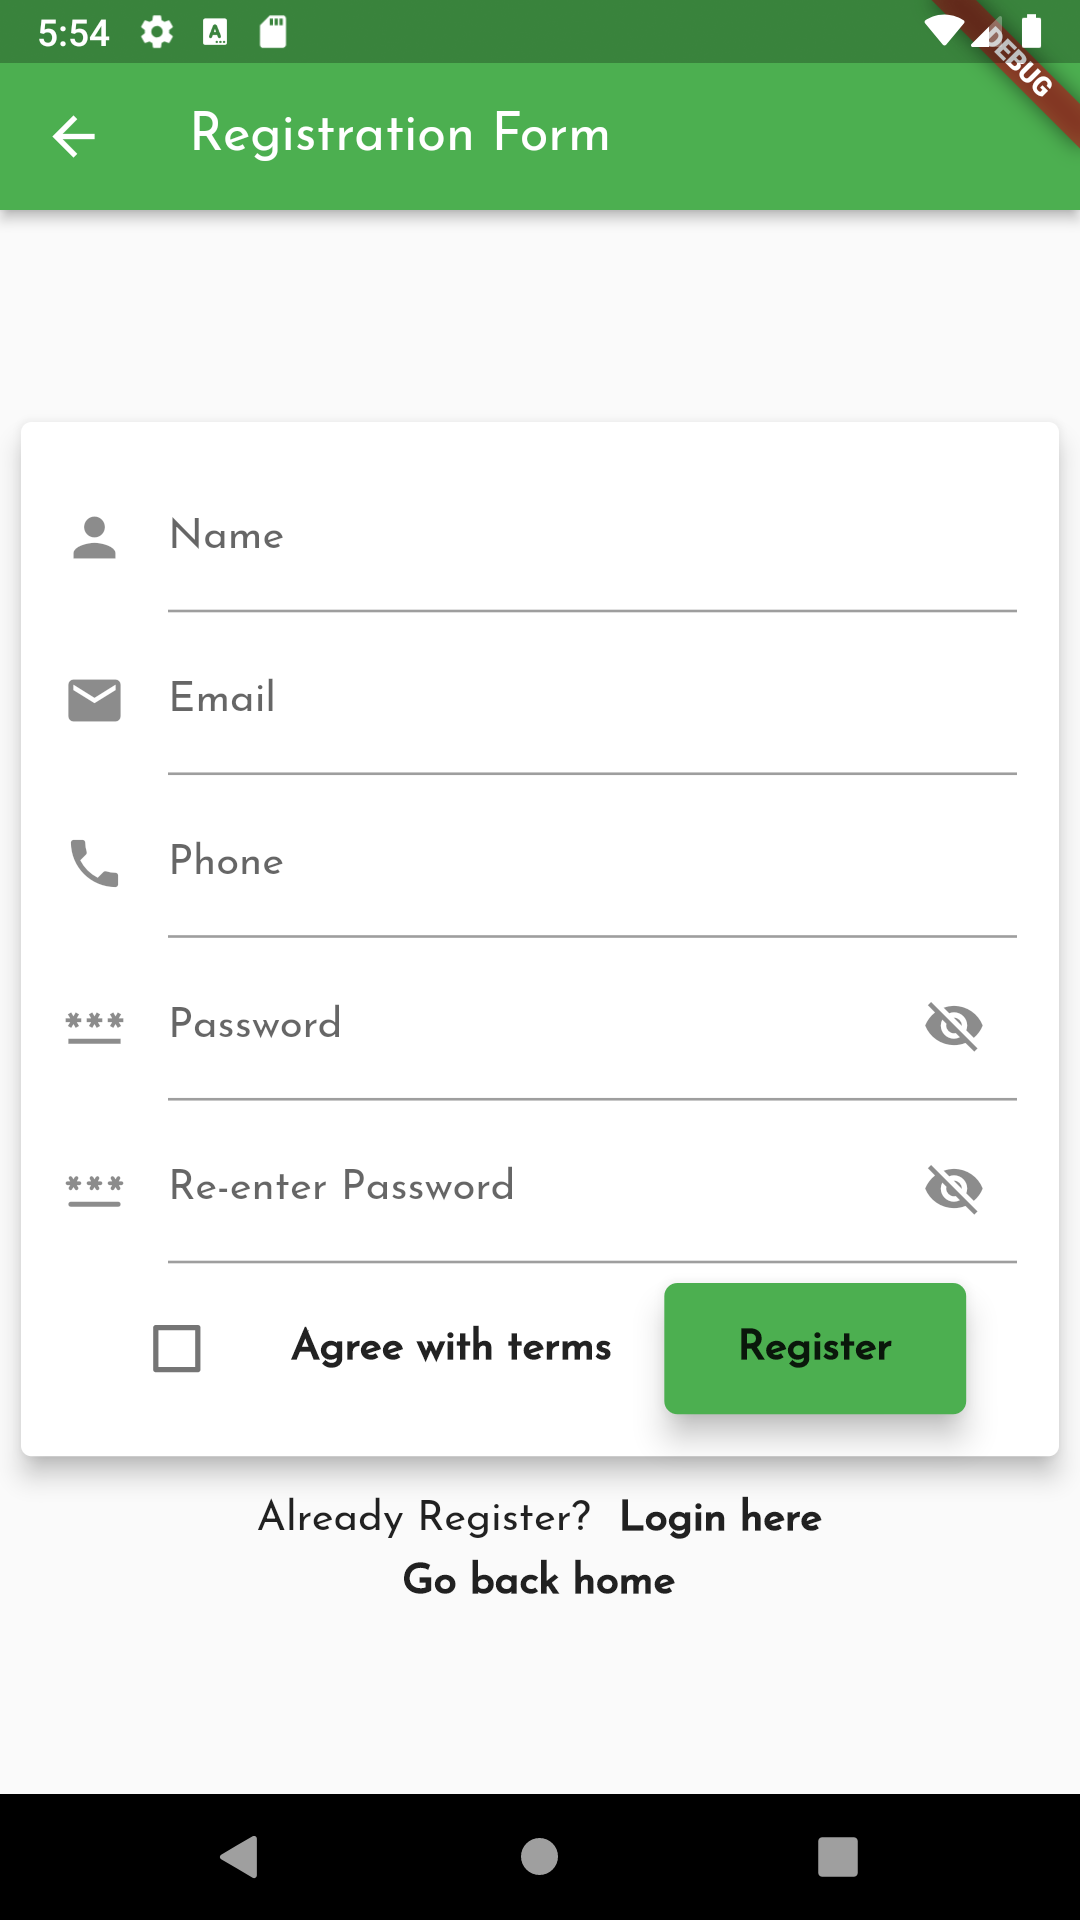 5:54
DEBUG
Registration Form
Name
Email
Phone
Password
Re-enter Password
Agree with terms Register
Already Register? Login here
Go back home